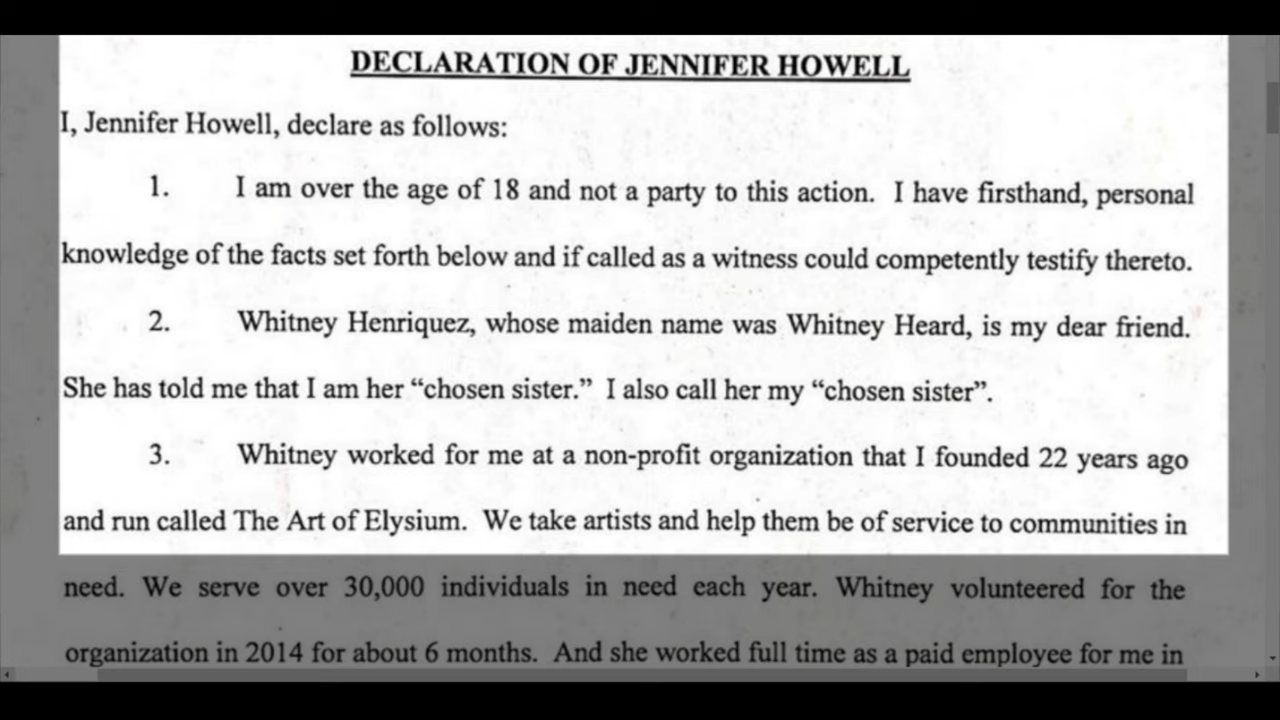 DECLARATION OF JENNIFER HOWELL
I, Jennifer Howell, declare as follows:
1. I am over the age of 18 and not a party to this action. I have firsthand, personal
knowledge of the facts set forth below and if called as a witness could competently testify thereto.
2. Whitney Henriquez, whose maiden name was Whitney Heard, is my dear friend.
She has told me that I am her “chosen sister.” I also call her my “chosen sister”.
3. Whitney worked for me at a non-profit organization that I founded 22 years ago
and run called The Art of Elysium. We take artists and help them be of service to communities in
need. We serve over 30,000 individuals in need each year. Whitney volunteered for the
organization in 2014 for about 6 months. And she worked full time as a paid employee for me in